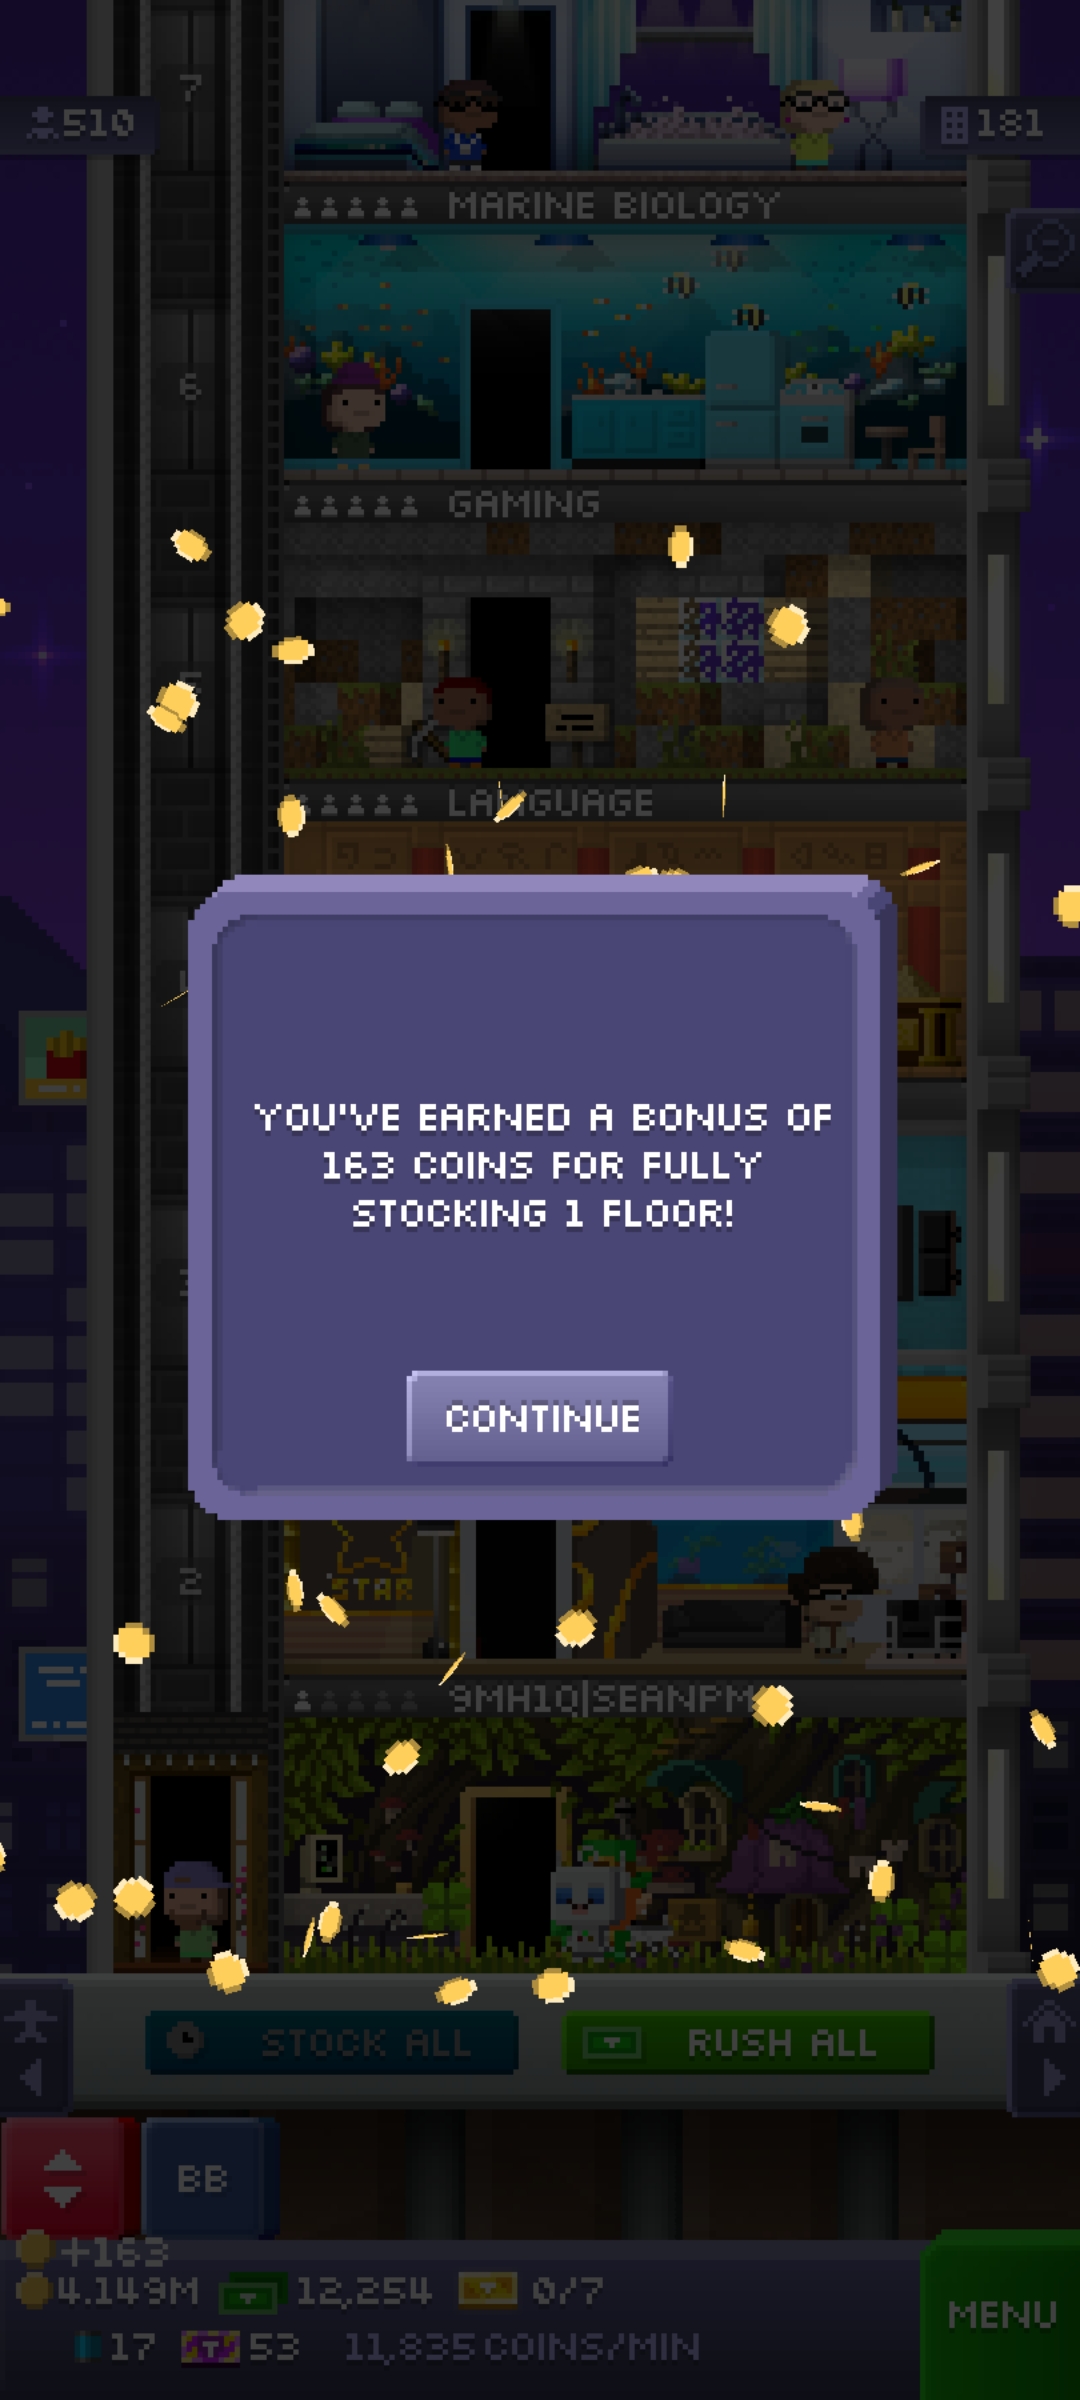 7
510
181
MARINE BIOLOGY
6
GAMING
LANGUAGE
YOU'VE EARNED A BONUS OF
163 COINS FOR FULLY
STOCKING 1 FLOOR!
CONTINUE
2
STAR
9MH1Q|SEANPM
STOCK ALL
RUSH ALL
BB
+163
4.149M
12,254
0/7
MENU
17
53
11,835 COINS/MIN